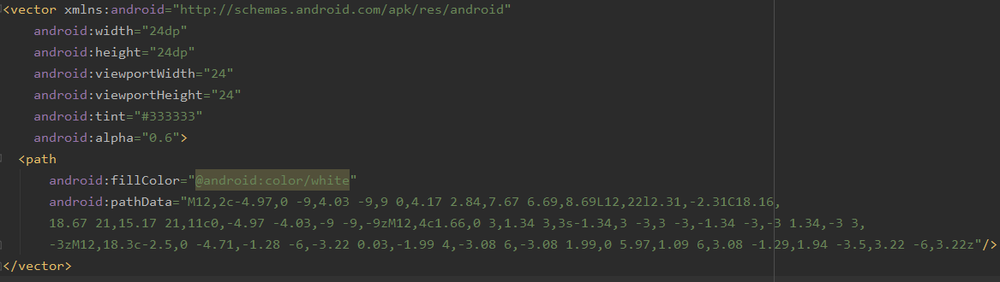 <vector xmlns:android="http://schemas.android.com/apk/res/android"
android:width="24dp"
android:height="24dp"
android:viewportWidth="24"
android:viewportHeight="24"
android:tint="#333333"
android:alpha="0.6">
<path
android:fillColor="@android:color/white"
android:pathData="M12,2c-4.97,0 -9,4.03 -9,9 0,4.17 2.84,7.67 6.69,8.69L12,22l2.31,-2.31C18.16,
18.67 21,15.17 21,11c0,-4.97 -4.03,-9 -9,-9zM12,4c1.66,0 3,1.34 3,3s-1.34,3 -3,3 -3,-1.34 -3,-3 1.34,-3 3,
-3zM12,18.3c-2.5,0 -4.71,-1.28 -6,-3.22 0.03,-1.99 4,-3.08 6,-3.08 1.99,0 5.97,1.09 6,3.08 -1.29,1.94 -3.5,3.22 -6,3.22z"/>
</vector>